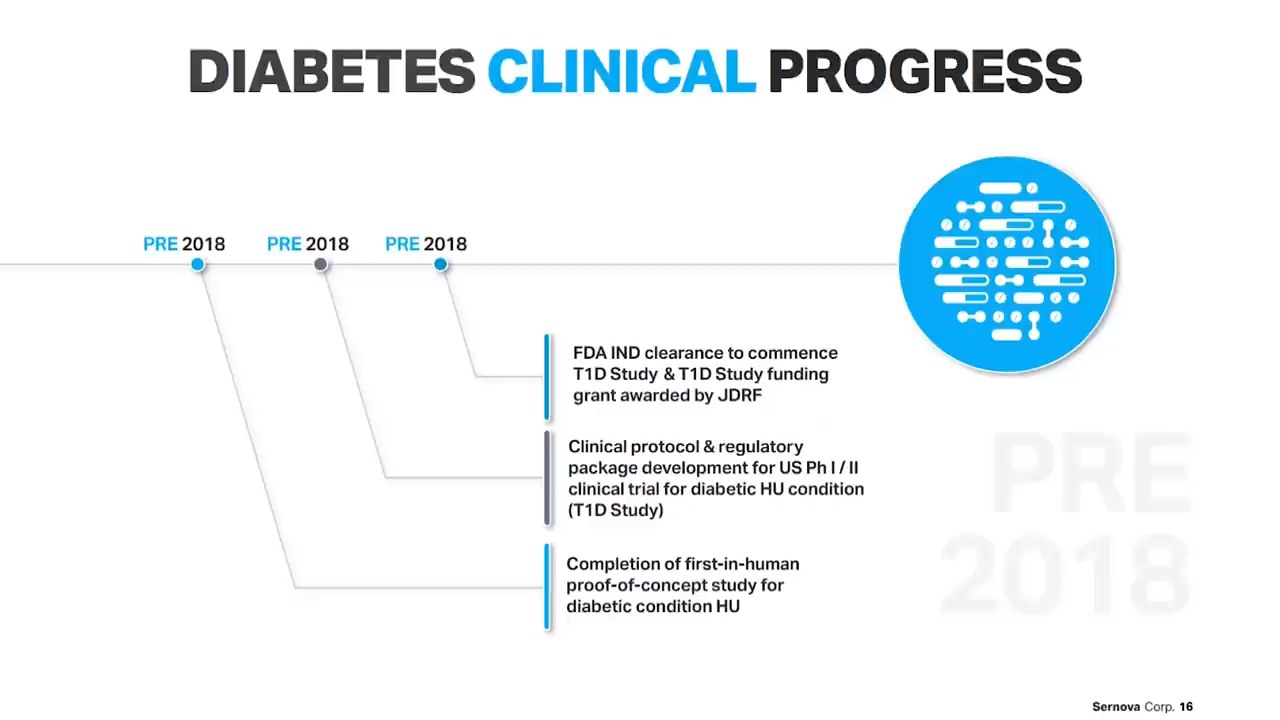 DIABETES CLINICAL PROGRESS
PRE 2018 PRE 2018 PRE 2018
FDA IND clearance to commence
T1D Study & T1D Study funding
grant awarded by JDRF
Clinical protocol & regulatory
package development for US Ph I / II
clinical trial for diabetic HU condition
(T1D Study)
Completion of first-in-human
proof-of-concept study for
diabetic condition HU
PRE
2018
Sernova Corp. 16